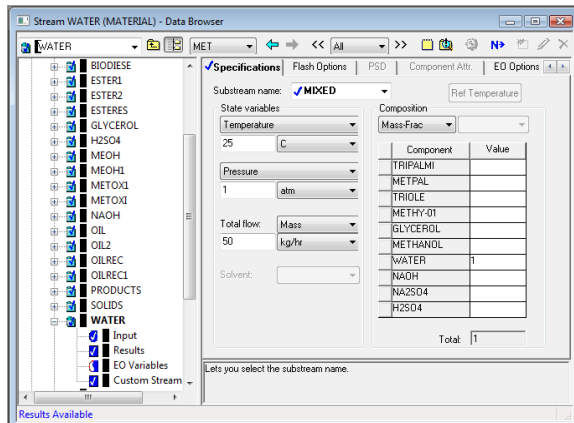 Stream WATER (MATERIAL) - Data Browser
WATER MET << All >> N>
BIODIESE
ESTER1
ESTER2
ESTERES
GLYCEROL
H2SO4
MEOH
MEOH1
METOX1
METOXI
NAOH
OIL
OIL2
OILREC
OILREC1
PRODUCTS
SOLIDS
WATER
Input
Results
EO Variables
Custom Stream
Specifications Flash Options PSD Component Attr. EO Options
Substream name: MIXED Ref Temperature
State variables
Temperature
25 C
Pressure
1 atm
Total flow: Mass
50 kg/hr
Solvent:
Composition
Mass-Frac
Component Value
TRIPALMI
METPAL
TRIOLE
METHY-01
GLYCEROL
METHANOL
WATER 1
NAOH
NA2SO4
H2SO4
Total: 1
Lets you select the substream name.
Results Available